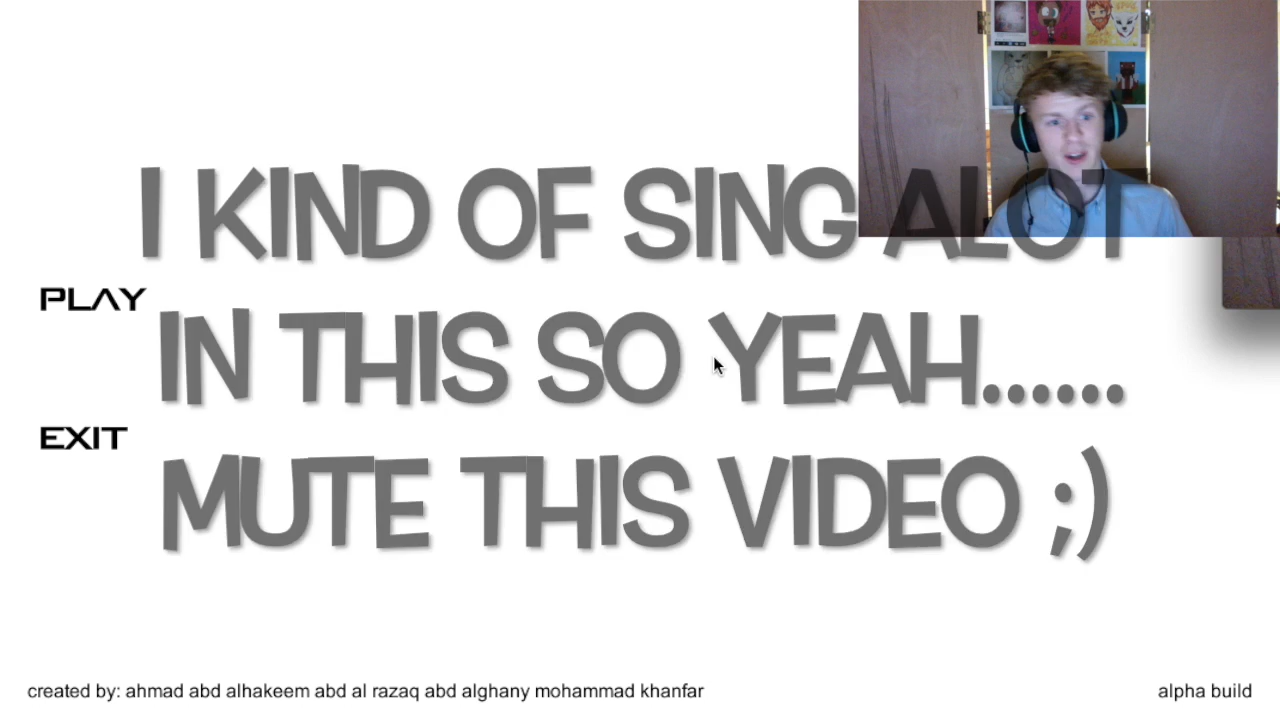 I KIND OF SING ALOT
PLAY
IN THIS SO YEAH......
EXIT
MUTE THIS VIDEO ;)
created by: ahmad abd alhakeem abd al razaq abd alghany mohammad khanfar
alpha build